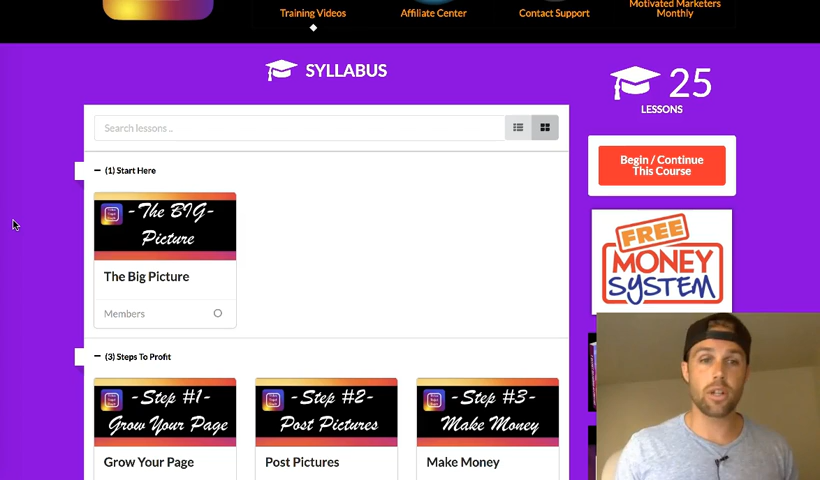 Training Videos
Affiliate Center
Contact Support
Motivated Marketers
Monthly
SYLLABUS
25
LESSONS
Search lessons ..
Begin / Continue
This Course
(1) Start Here
-The BIG-
Picture
The Big Picture
Members
FREE
MONEY
SYSTEM
(3) Steps To Profit
-Step #1-
Grow Your Page
Grow Your Page
-Step #2-
Post Pictures
Post Pictures
-Step #3-
Make Money
Make Money